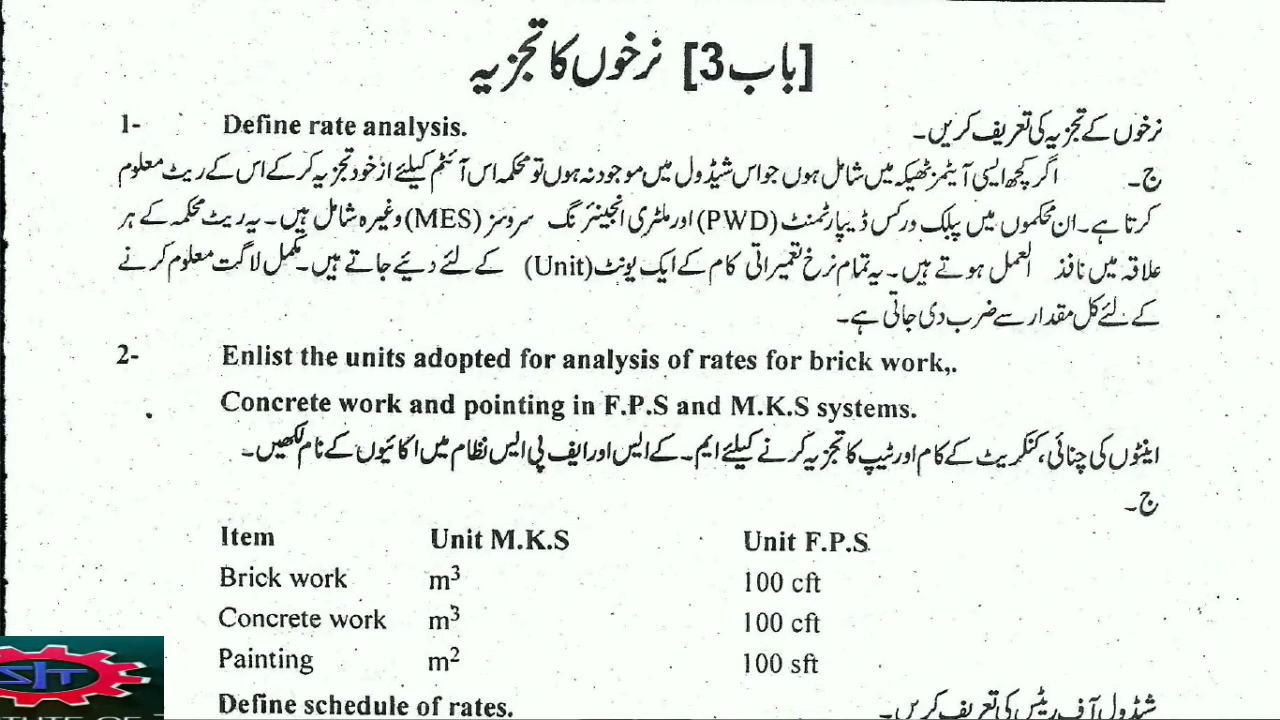 [باب 3] نرخوں کا تجزیہ
1- Define rate analysis. نرخوں کے تجزیہ کی تعریف کریں۔
ج۔ اگر کچھ ایسی آیٹمز ٹھیکہ میں شامل ہوں جو اس شیڈول میں موجود نہ ہوں تو محکمہ اس آئٹم کیلئے از خود تجزیہ کر کے اس کے ریٹ معلوم
کرتا ہے۔ ان محکموں میں پبلک ورکس ڈیپارٹمنٹ (PWD) اور ملٹری انجینئرنگ سروسز (MES) وغیرہ شامل ہیں۔ یہ ریٹ محکمہ کے ہر
علاقہ میں نافذ العمل ہوتے ہیں۔ یہ تمام نرخ تعمیراتی کام کے ایک یونٹ (Unit) کے لئے دیئے جاتے ہیں۔ مکمل لاگت معلوم کرنے
کے لئے کل مقدار سے ضرب دی جاتی ہے۔
2- Enlist the units adopted for analysis of rates for brick work,.
Concrete work and pointing in F.P.S and M.K.S systems.
اینٹوں کی چنائی، کنکریٹ کے کام اور ٹیپ کا تجزیہ کرنے کیلئے ایم۔ کے ایس اور ایف پی ایس نظام میں اکائیوں کے نام لکھیں۔
ج۔
Item Unit M.K.S Unit F.P.S
Brick work m³ 100 cft
Concrete work m³ 100 cft
Painting m² 100 sft
Define schedule of rates. شڈول آف ریٹس کی تعریف کریں۔
SIT